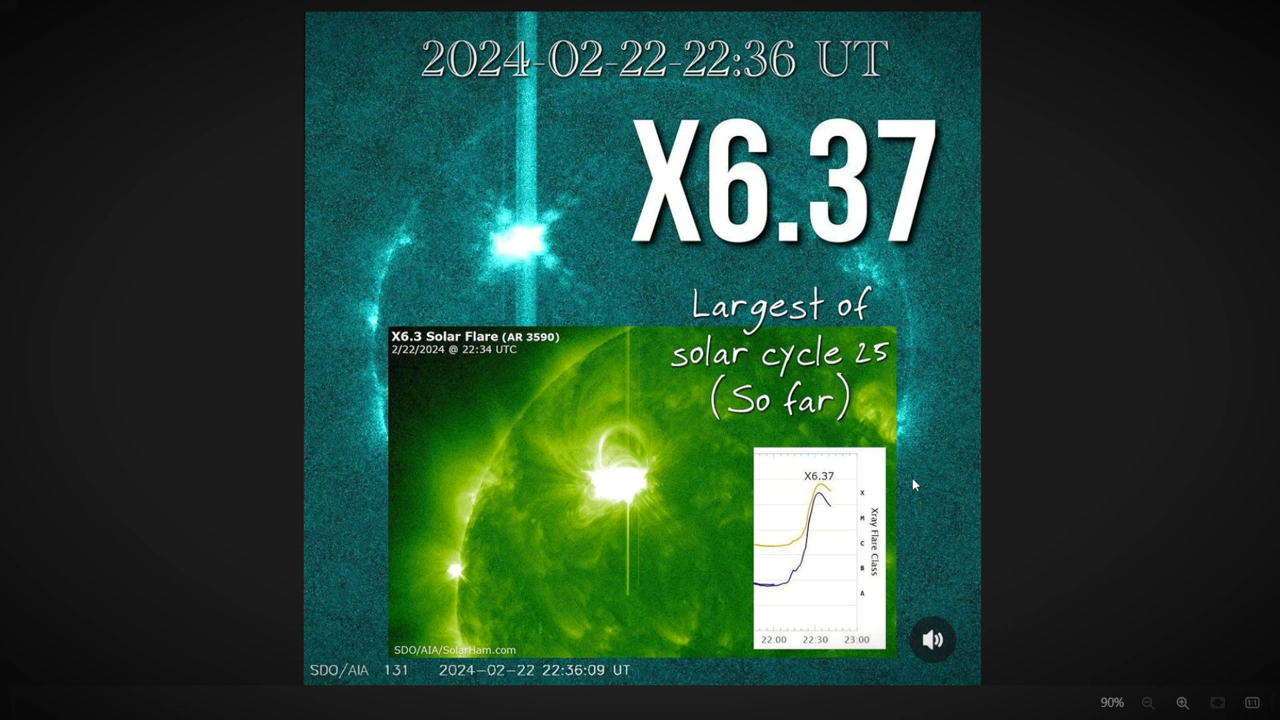 2024-02-22-22:36 UT
X6.37
Largest of
solar cycle 25
(So far)
X6.3 Solar Flare (AR 3590)
2/22/2024 @ 22:34 UTC
X6.37
X
M
C
B
A
Xray Flare Class
22:00 22:30 23:00
SDO/AIA/SolarHam.com
SDO/AIA 131 2024-02-22 22:36:09 UT
90%
1:1